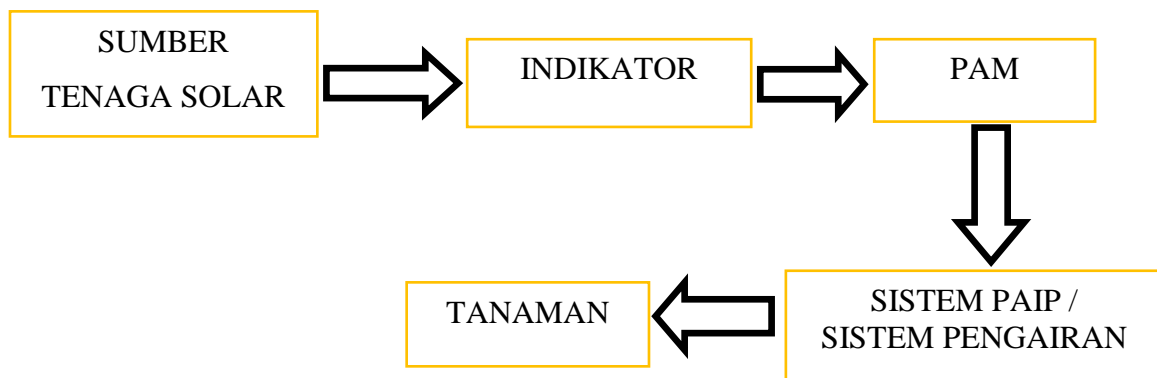 SUMBER
TENAGA SOLAR
INDIKATOR
PAM
SISTEM PAIP /
SISTEM PENGAIRAN
TANAMAN